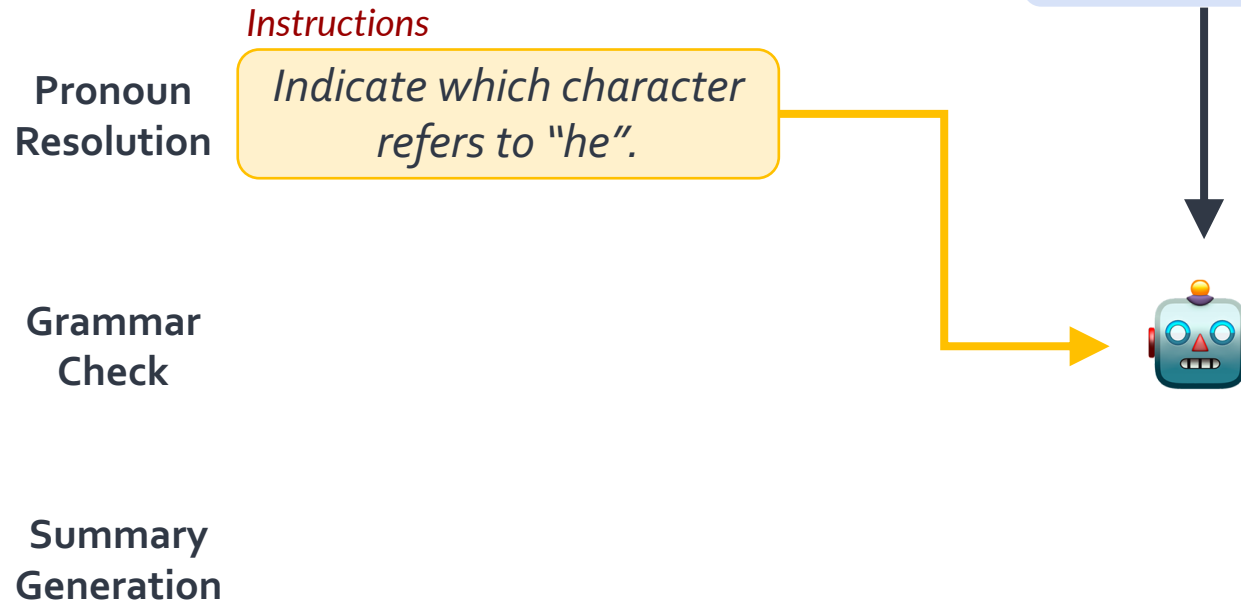 Instructions
Pronoun
Resolution
Indicate which character
refers to “he”.
Grammar
Check
Summary
Generation